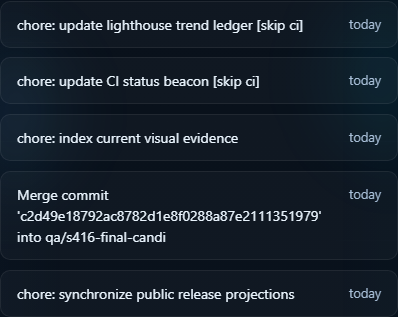 chore: update lighthouse trend ledger [skip ci]
today
chore: update CI status beacon [skip ci]
today
chore: index current visual evidence
today
Merge commit
today
'c2d49e18792ac8782d1e8f0288a87e2111351979'
into qa/s416-final-candi
chore: synchronize public release projections
today